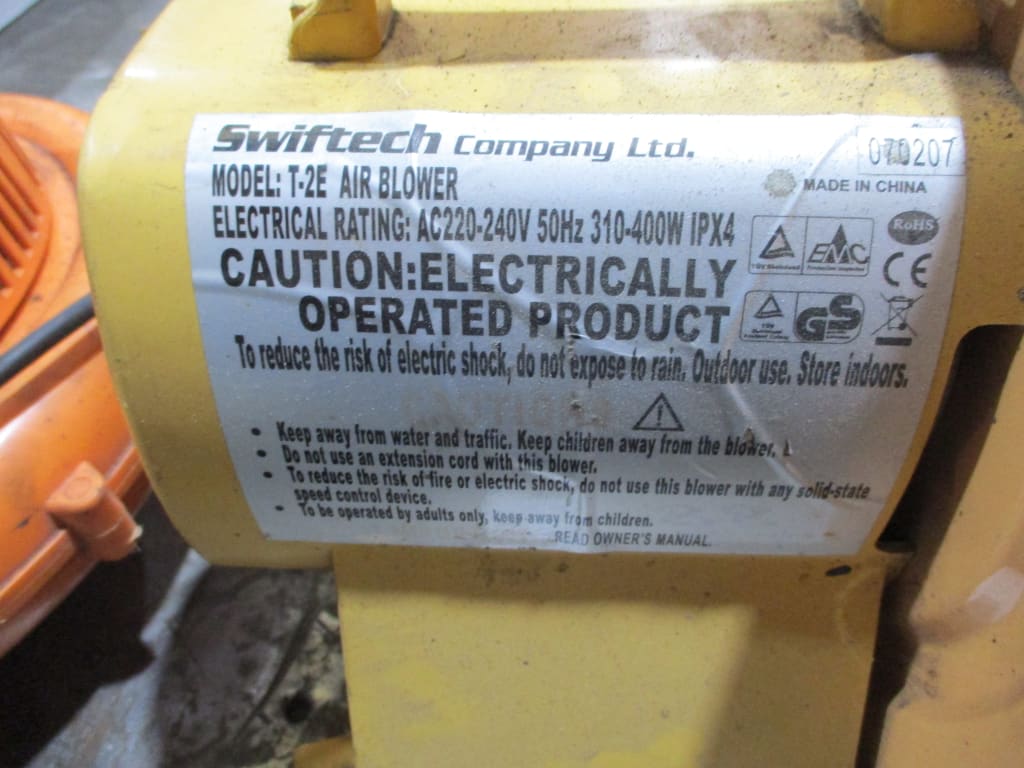 Swiftech Company Ltd.
070207
MODEL: T-2E AIR BLOWER
MADE IN CHINA
ELECTRICAL RATING: AC220-240V 50Hz 310-400W IPX4
RoHS
EMC
CE
GS
CAUTION:ELECTRICALLY
OPERATED PRODUCT
To reduce the risk of electric shock, do not expose to rain. Outdoor use. Store indoors.
• Keep away from water and traffic. Keep children away from the blower,
• Do not use an extension cord with this blower.
• To reduce the risk of fire or electric shock, do not use this blower with any solid-state
speed control device.
• To be operated by adults only, keep away from children.
READ OWNER'S MANUAL.